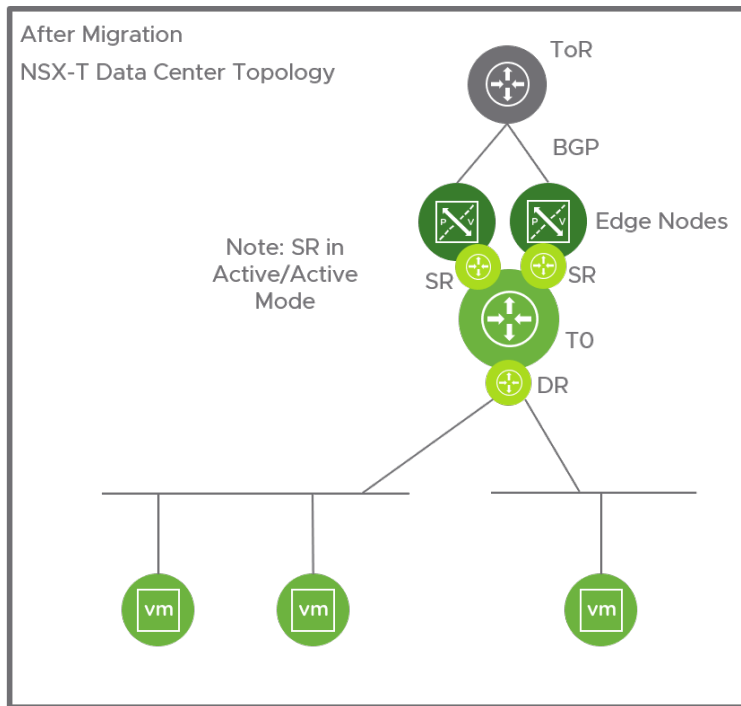 After Migration
NSX-T Data Center Topology
ToR
BGP
P V
P V
Edge Nodes
Note: SR in
Active/Active
Mode
SR
SR
T0
DR
vm
vm
vm